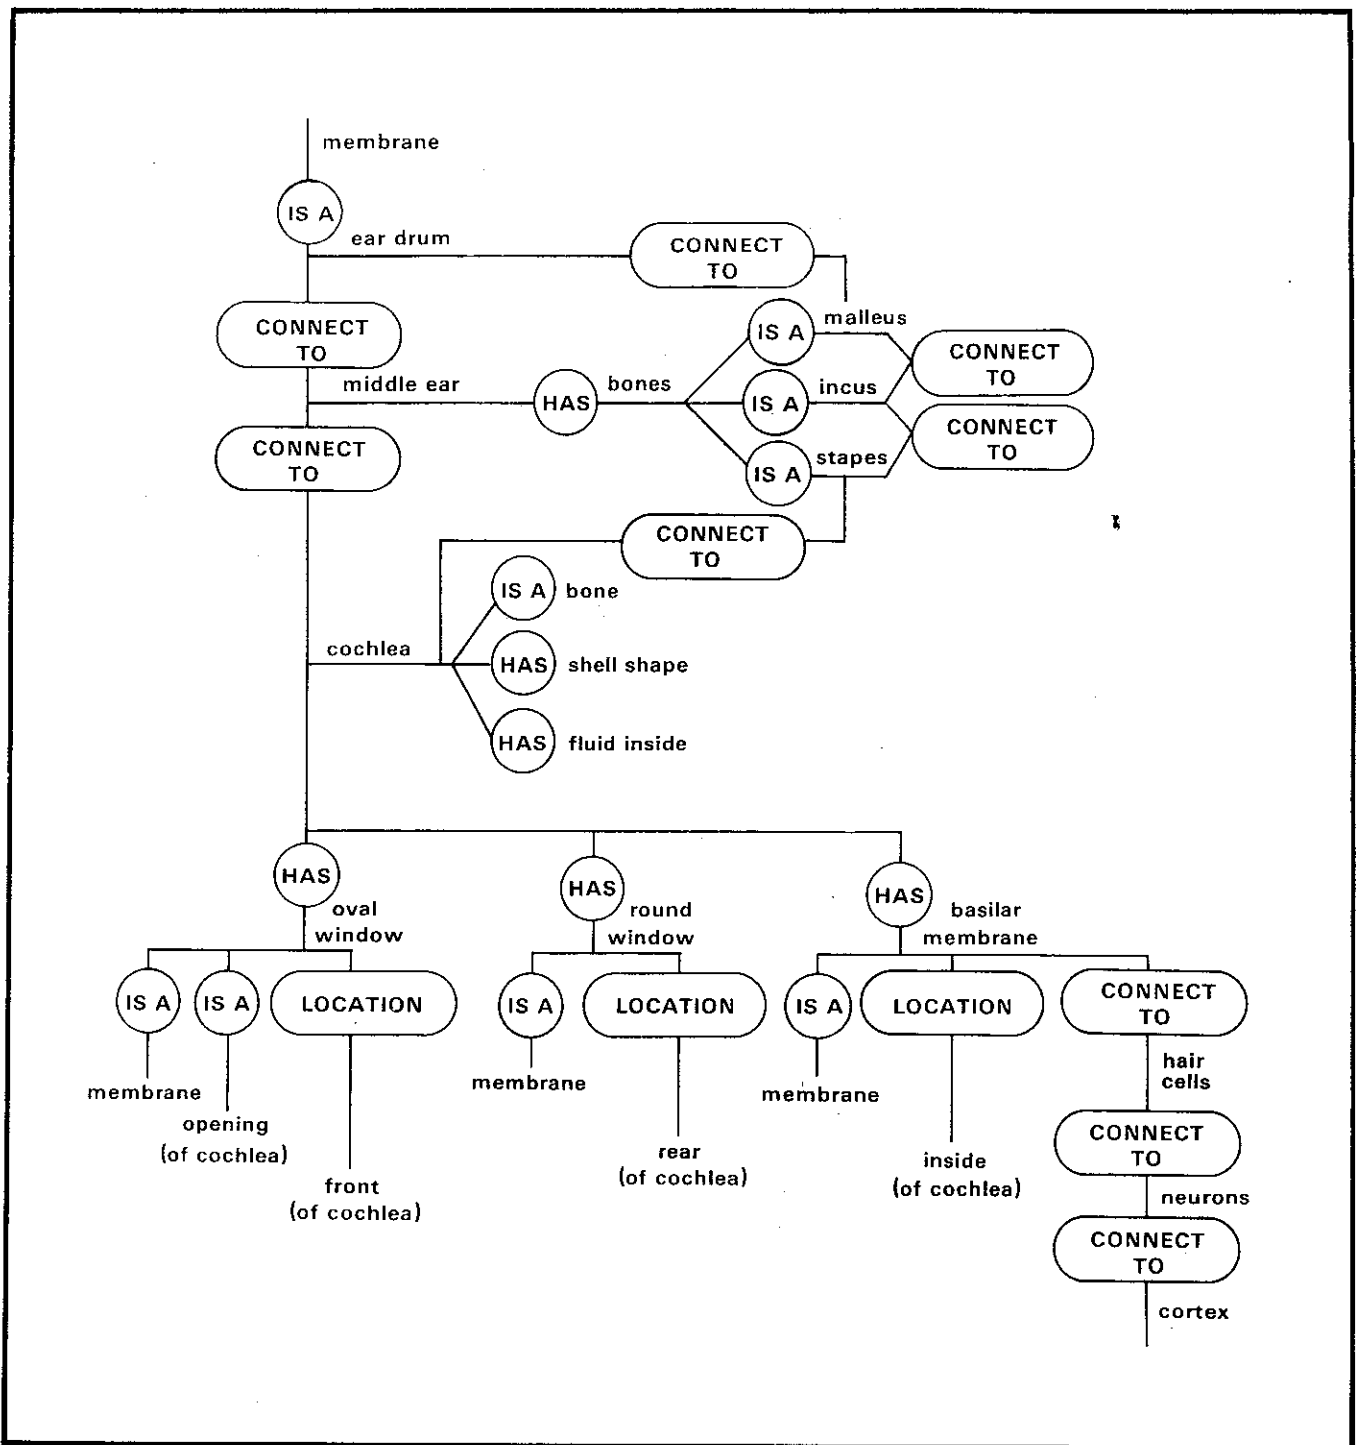 membrane
IS A
ear drum
CONNECT
TO
CONNECT
TO
malleus
IS A
CONNECT
TO
middle ear
HAS
bones
IS A
incus
CONNECT
TO
CONNECT
TO
IS A
stapes
CONNECT
TO
IS A
bone
cochlea
HAS
shell shape
HAS
fluid inside
HAS
oval
window
HAS
round
window
HAS
basilar
membrane
IS A
IS A
LOCATION
IS A
LOCATION
IS A
LOCATION
CONNECT
TO
membrane
opening
(of cochlea)
front
(of cochlea)
membrane
rear
(of cochlea)
membrane
inside
(of cochlea)
hair
cells
CONNECT
TO
neurons
CONNECT
TO
cortex